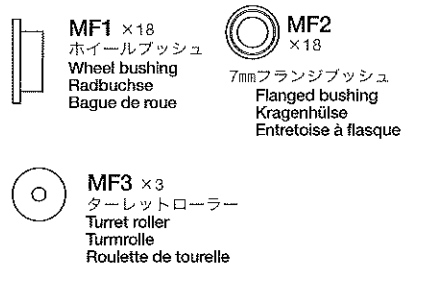 MF1 ×18
ホイールブッシュ
Wheel bushing
Radbuchse
Bague de roue
MF2
×18
7mmフランジブッシュ
Flanged bushing
Kragenhülse
Entretoise à flasque
MF3 ×3
ターレットローラー
Turret roller
Turmrolle
Roulette de tourelle